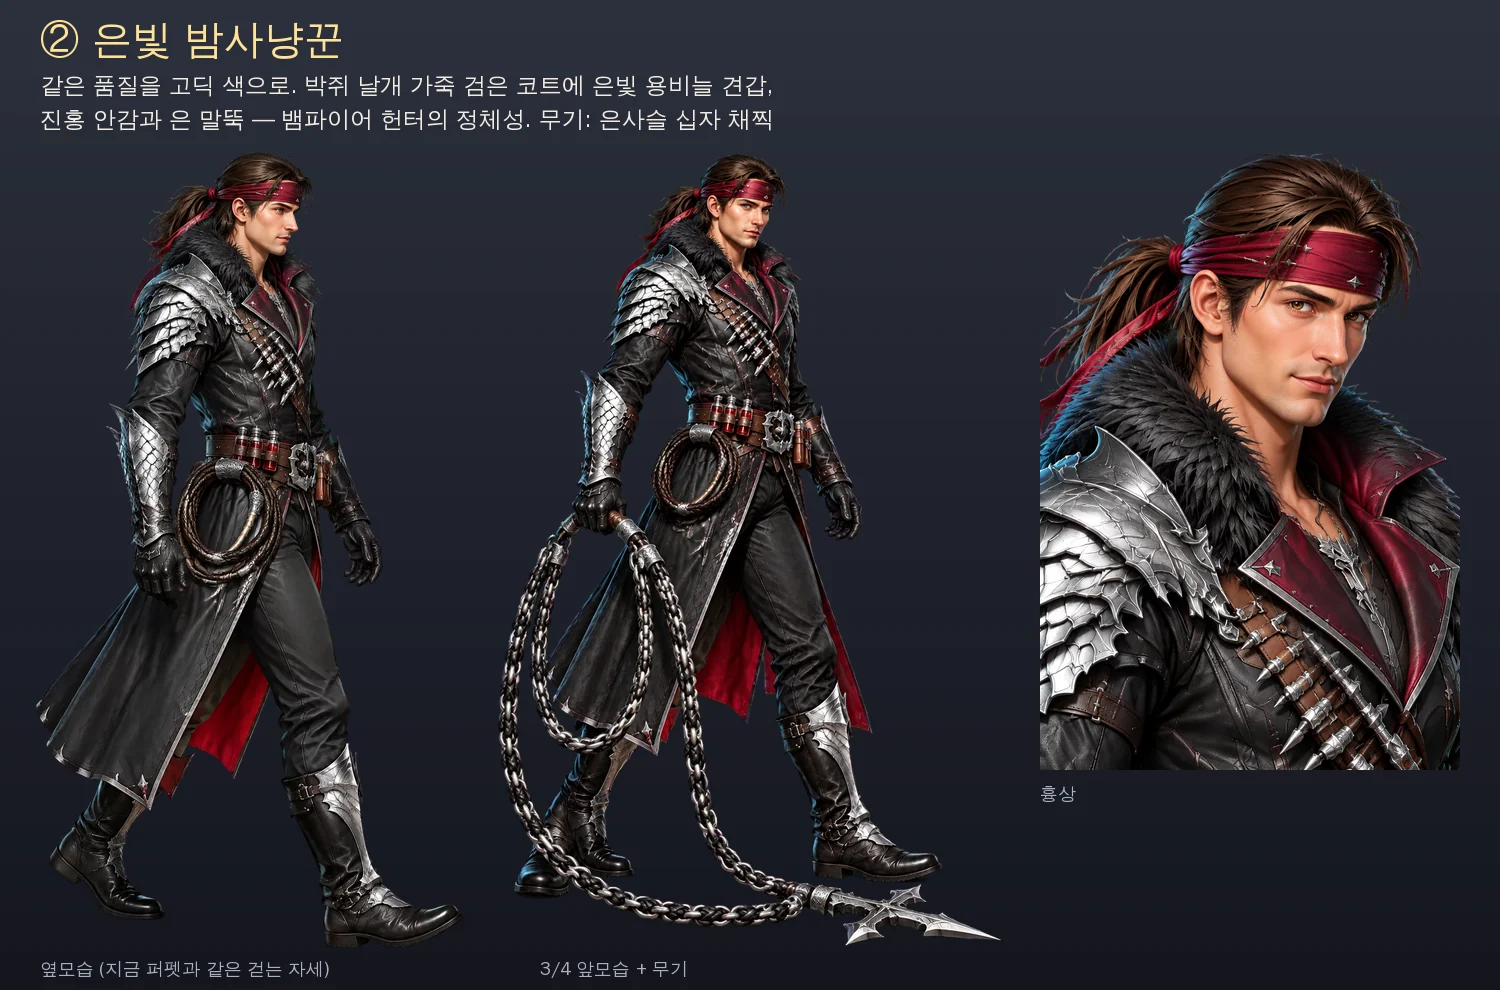 ② 은빛 밤사냥꾼
같은 품질을 고딕 색으로. 박쥐 날개 가죽 검은 코트에 은빛 용비늘 견갑,
진홍 안감과 은 말뚝 — 뱀파이어 헌터의 정체성. 무기: 은사슬 십자 채찍
흉상
옆모습 (지금 퍼펫과 같은 걷는 자세)
3/4 앞모습 + 무기